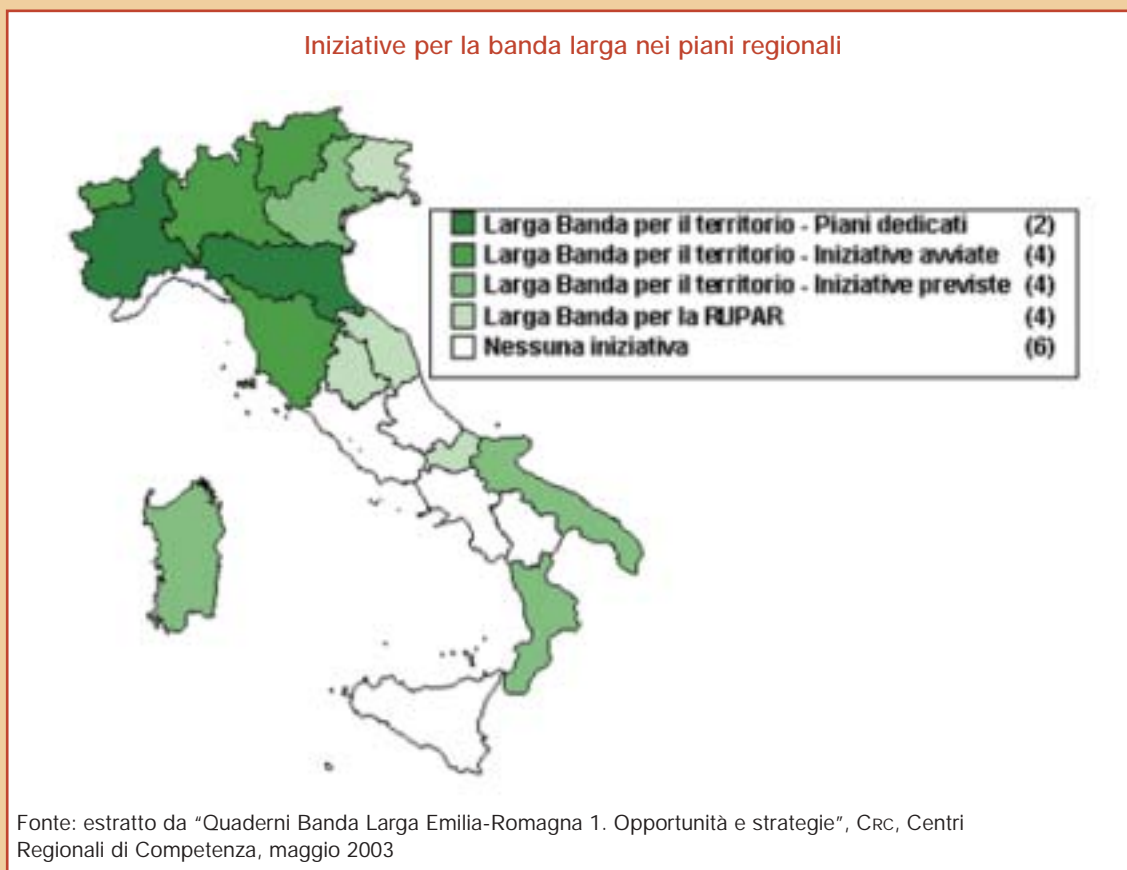 Iniziative per la banda larga nei piani regionali
Larga Banda per il territorio - Piani dedicati (2)
Larga Banda per il territorio - Iniziative avviate (4)
Larga Banda per il territorio - Iniziative previste (4)
Larga Banda per la RUPAR (4)
Nessuna iniziativa (6)
Fonte: estratto da "Quaderni Banda Larga Emilia-Romagna 1. Opportunità e strategie", CRC, Centri
Regionali di Competenza, maggio 2003